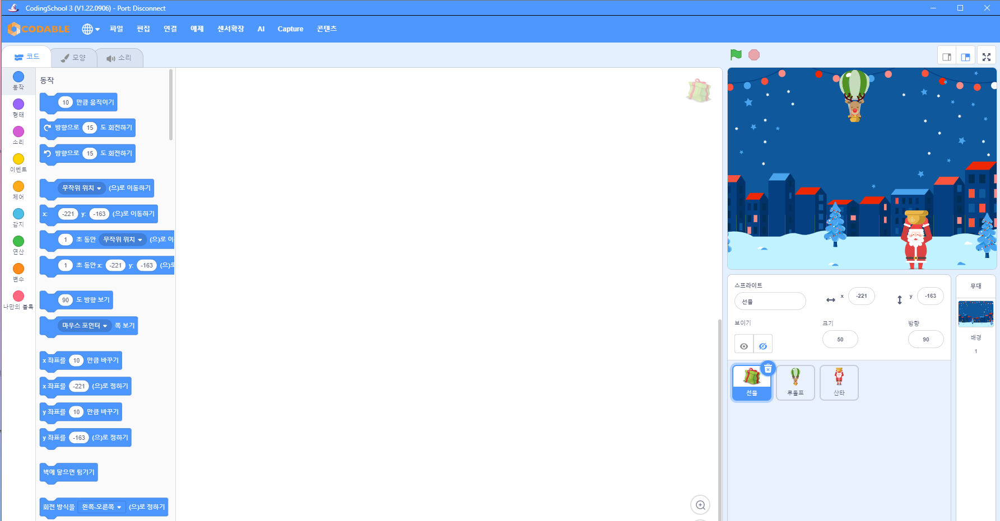 CodingSchool 3 (V1.22.0906) - Port: Disconnect
CODABLE 파일 편집 연결 예제 센서확장 AI Capture 콘텐츠
코드 모양 소리
동작
형태
소리
이벤트
제어
감지
연산
변수
나만의 블록
동작
10 만큼 움직이기
방향으로 15 도 회전하기
방향으로 15 도 회전하기
무작위 위치 (으)로 이동하기
x: -221 y: -163 (으)로 이동하기
1 초 동안 무작위 위치 (으)로 이
1 초 동안 x: -221 y: -163 (으)로
90 도 방향 보기
마우스 포인터 쪽 보기
x 좌표를 10 만큼 바꾸기
x 좌표를 -221 (으)로 정하기
y 좌표를 10 만큼 바꾸기
y 좌표를 -163 (으)로 정하기
벽에 닿으면 튕기기
회전 방식을 왼쪽-오른쪽 (으)로 정하기
스프라이트
선물 x -221 y -163
보이기 크기 방향
50 90
선물 루돌프 산타
무대
배경
1